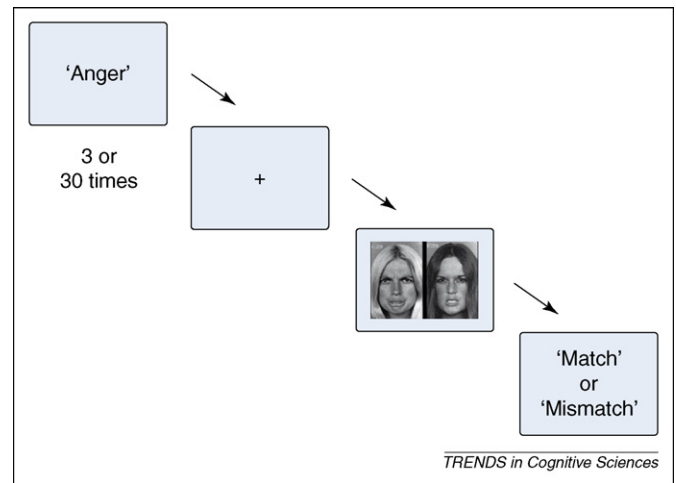 ‘Anger’
3 or
30 times
+
‘Match’
or
‘Mismatch’
TRENDS in Cognitive Sciences